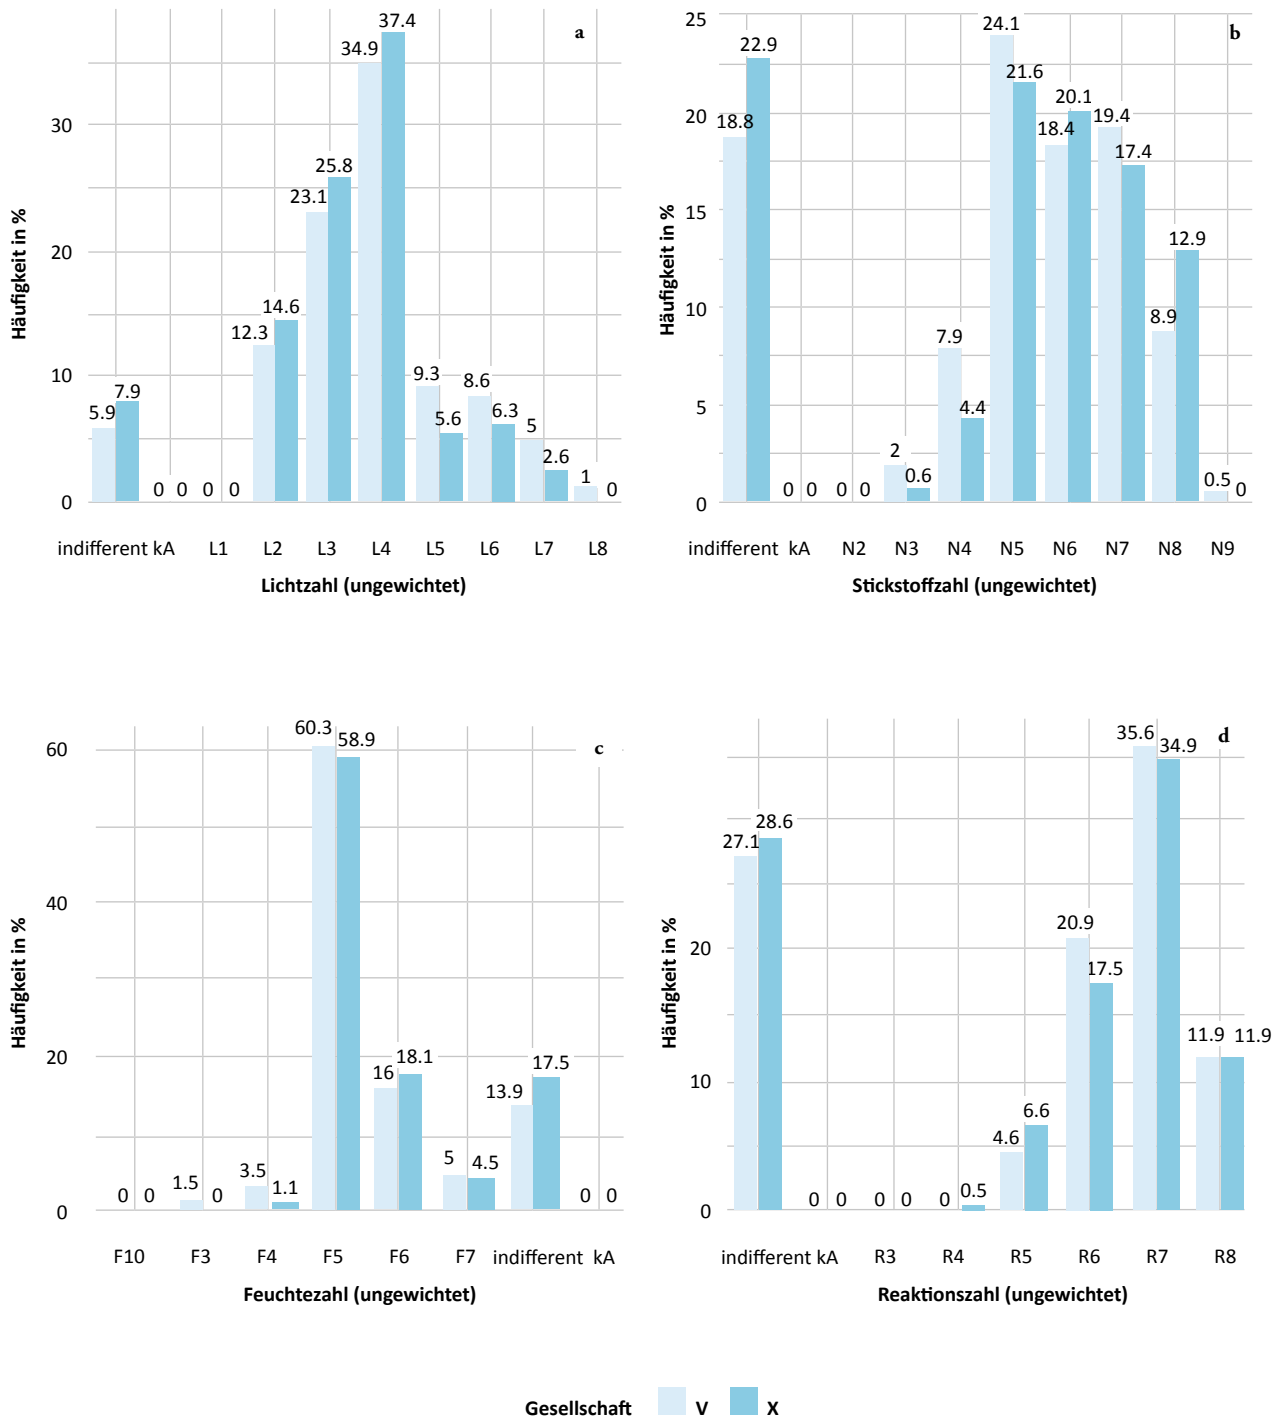 a
Häufigkeit in %
30
20
10
0
5.9 7.9 0 0 0 0 12.3 14.6 23.1 25.8 34.9 37.4 9.3 5.6 8.6 6.3 5 2.6 1 0
indifferent kA L1 L2 L3 L4 L5 L6 L7 L8
Lichtzahl (ungewichtet)
b
Häufigkeit in %
25
20
15
10
5
0
18.8 22.9 0 0 0 0 2 0.6 7.9 4.4 24.1 21.6 18.4 20.1 19.4 17.4 8.9 12.9 0.5 0
indifferent kA N2 N3 N4 N5 N6 N7 N8 N9
Stickstoffzahl (ungewichtet)
c
Häufigkeit in %
60
40
20
0
0 0 1.5 0 3.5 1.1 60.3 58.9 16 18.1 5 4.5 13.9 17.5 0 0
F10 F3 F4 F5 F6 F7 indifferent kA
Feuchtezahl (ungewichtet)
d
Häufigkeit in %
20
10
0
27.1 28.6 0 0 0 0 0 0.5 4.6 6.6 20.9 17.5 35.6 34.9 11.9 11.9
indifferent kA R3 R4 R5 R6 R7 R8
Reaktionszahl (ungewichtet)
Gesellschaft V X